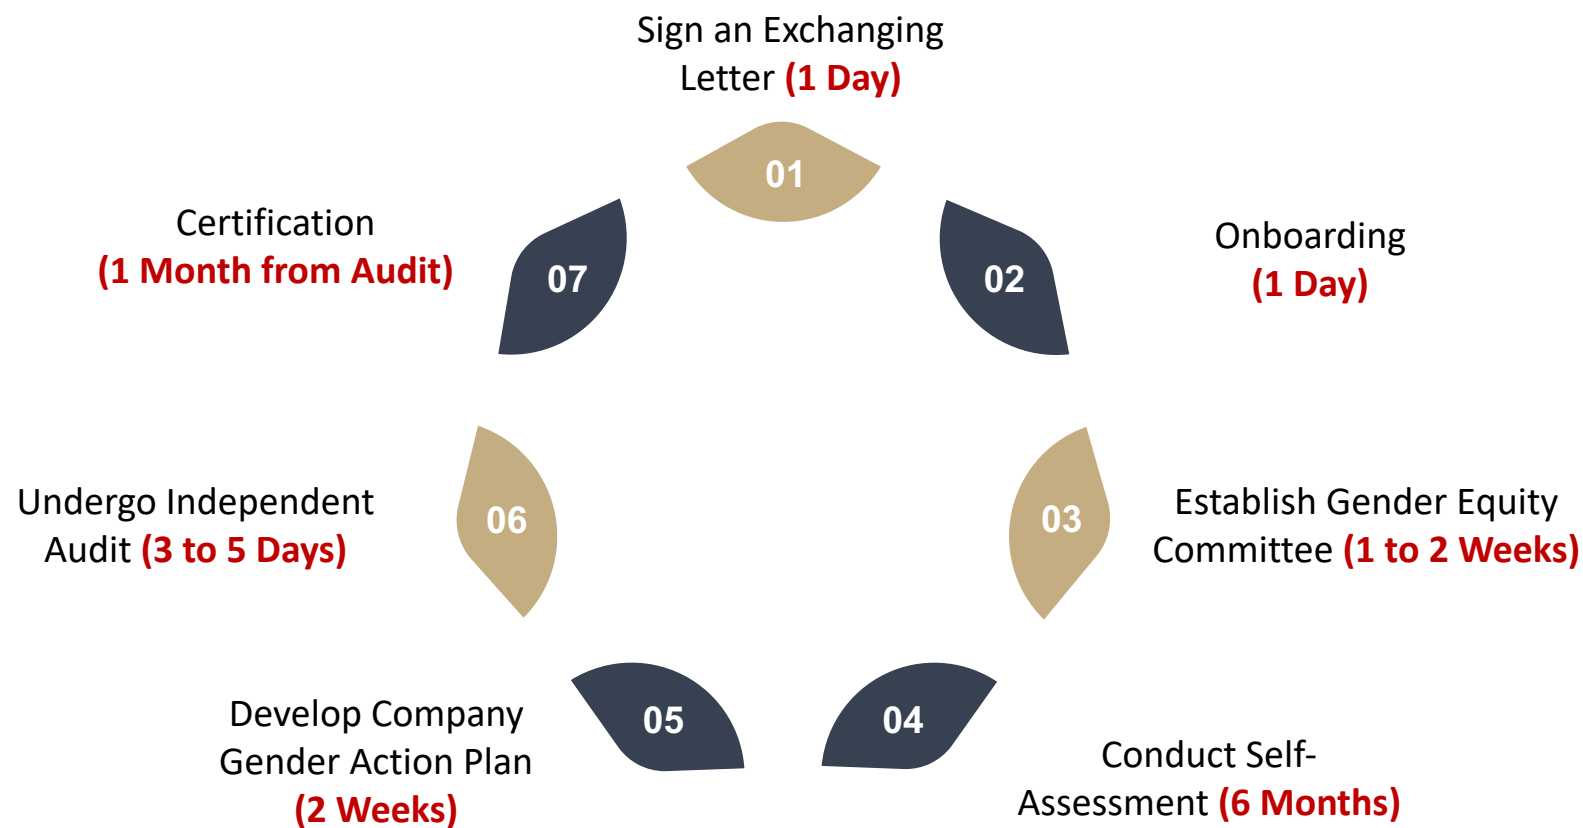 Sign an Exchanging
Letter (1 Day)
01
Onboarding
(1 Day)
02
Establish Gender Equity
Committee (1 to 2 Weeks)
03
Conduct Self-
Assessment (6 Months)
04
Develop Company
Gender Action Plan
(2 Weeks)
05
Undergo Independent
Audit (3 to 5 Days)
06
Certification
(1 Month from Audit)
07